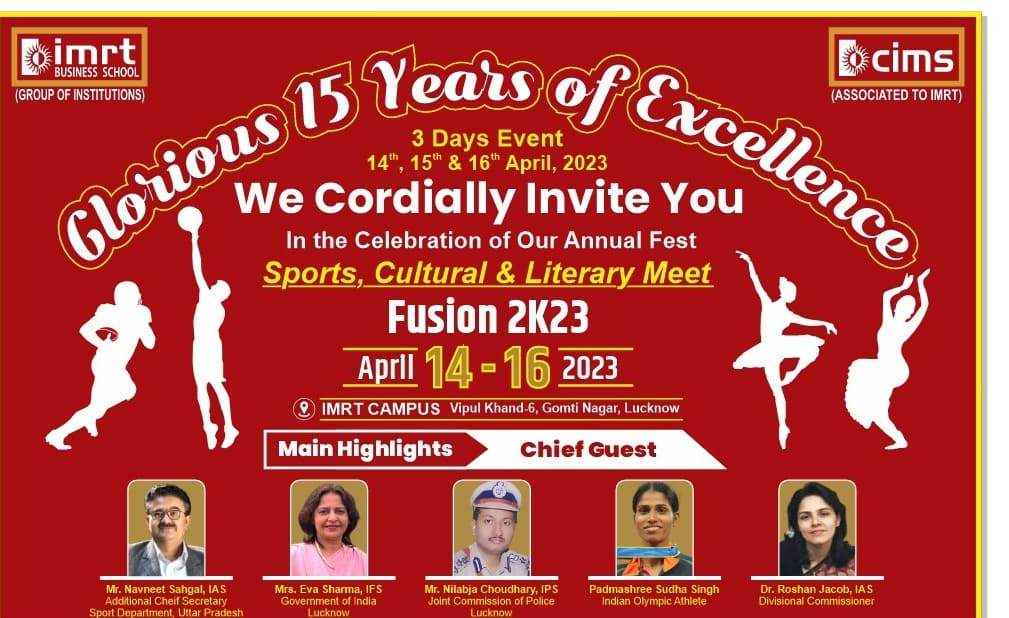 imrt
BUSINESS SCHOOL
(GROUP OF INSTITUTIONS)
cims
(ASSOCIATED TO IMRT)
Glorious 15 Years of Excellence
3 Days Event
14th, 15th & 16th April, 2023
We Cordially Invite You
In the Celebration of Our Annual Fest
Sports, Cultural & Literary Meet
Fusion 2K23
April 14 - 16 2023
IMRT CAMPUS Vipul Khand-6, Gomti Nagar, Lucknow
Main Highlights Chief Guest
Mr. Navneet Sahgal, IAS
Additional Cheif Secretary
Sport Department, Uttar Pradesh
Mrs. Eva Sharma, IFS
Government of India
Lucknow
Mr. Nilabja Choudhary, IPS
Joint Commission of Police
Lucknow
Padmashree Sudha Singh
Indian Olympic Athlete
Dr. Roshan Jacob, IAS
Divisional Commissioner